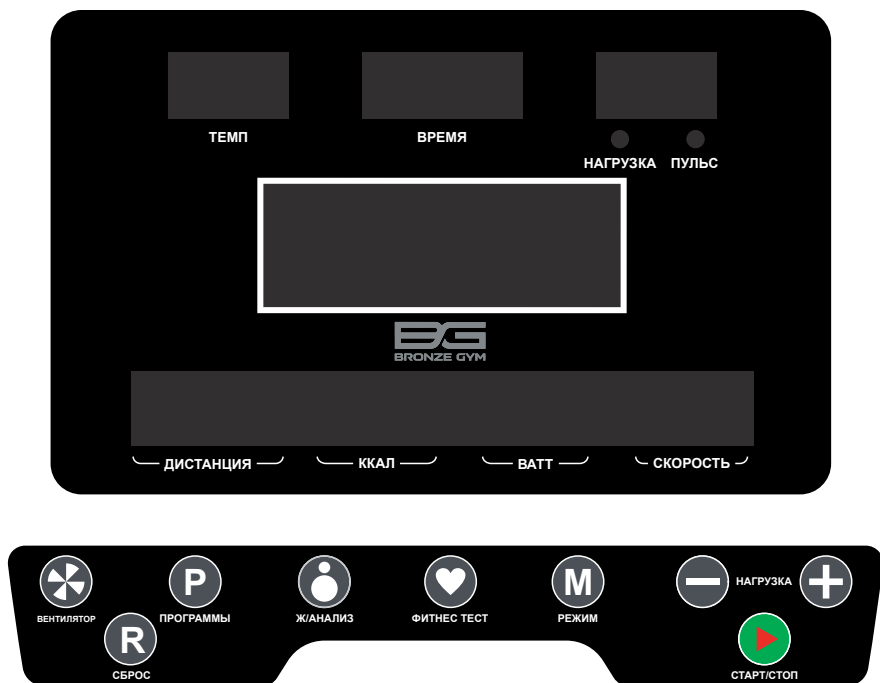 ТЕМП
ВРЕМЯ
НАГРУЗКА ПУЛЬС
BG
BRONZE GYM
ДИСТАНЦИЯ ККАЛ ВАТТ СКОРОСТЬ
P M НАГРУЗКА
ВЕНТИЛЯТОР ПРОГРАММЫ Ж/АНАЛИЗ ФИТНЕС ТЕСТ РЕЖИМ
R
СБРОС СТАРТ/СТОП